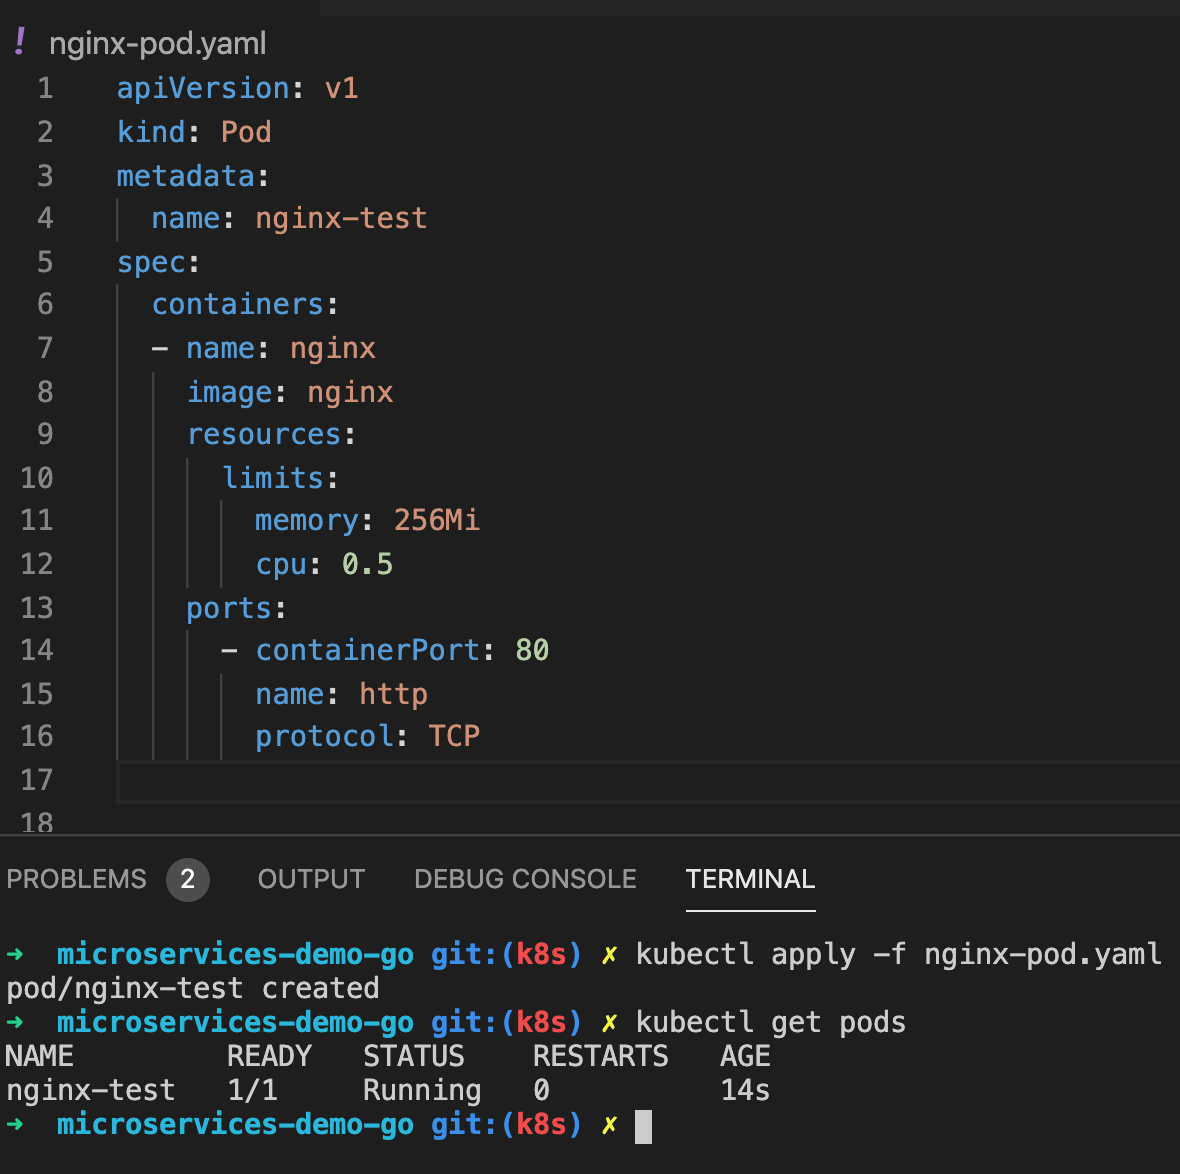 ! nginx-pod.yaml
1 apiVersion: v1
2 kind: Pod
3 metadata:
4   name: nginx-test
5 spec:
6   containers:
7   - name: nginx
8     image: nginx
9     resources:
10       limits:
11         memory: 256Mi
12         cpu: 0.5
13     ports:
14       - containerPort: 80
15         name: http
16         protocol: TCP
17
18
PROBLEMS 2 OUTPUT DEBUG CONSOLE TERMINAL
➜ microservices-demo-go git:(k8s) ✗ kubectl apply -f nginx-pod.yaml
pod/nginx-test created
➜ microservices-demo-go git:(k8s) ✗ kubectl get pods
NAME READY STATUS RESTARTS AGE
nginx-test 1/1 Running 0 14s
➜ microservices-demo-go git:(k8s) ✗